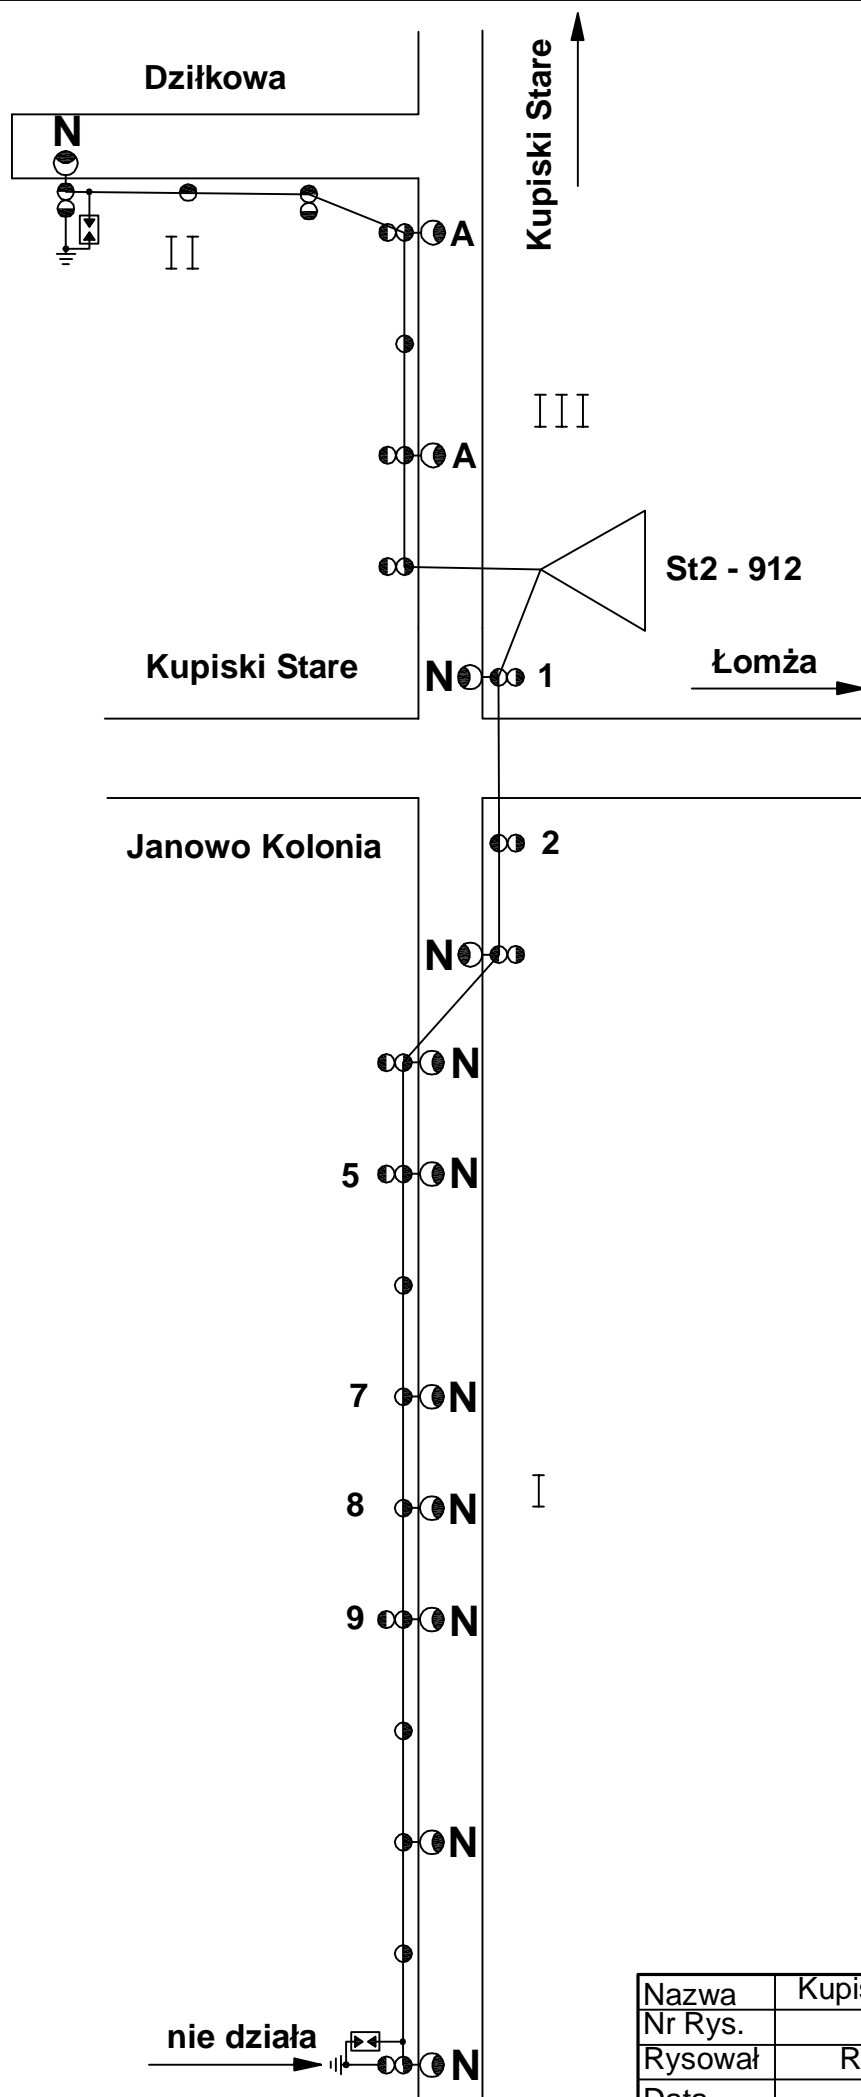 Dziłkowa
Kupiski Stare
N
A
II
III
A
St2 - 912
Kupiski Stare
N
1
Łomża
Janowo Kolonia
2
N
N
5
N
7
N
8
N
I
9
N
N
nie działa
N
Nazwa
Nr Rys.
Rysował